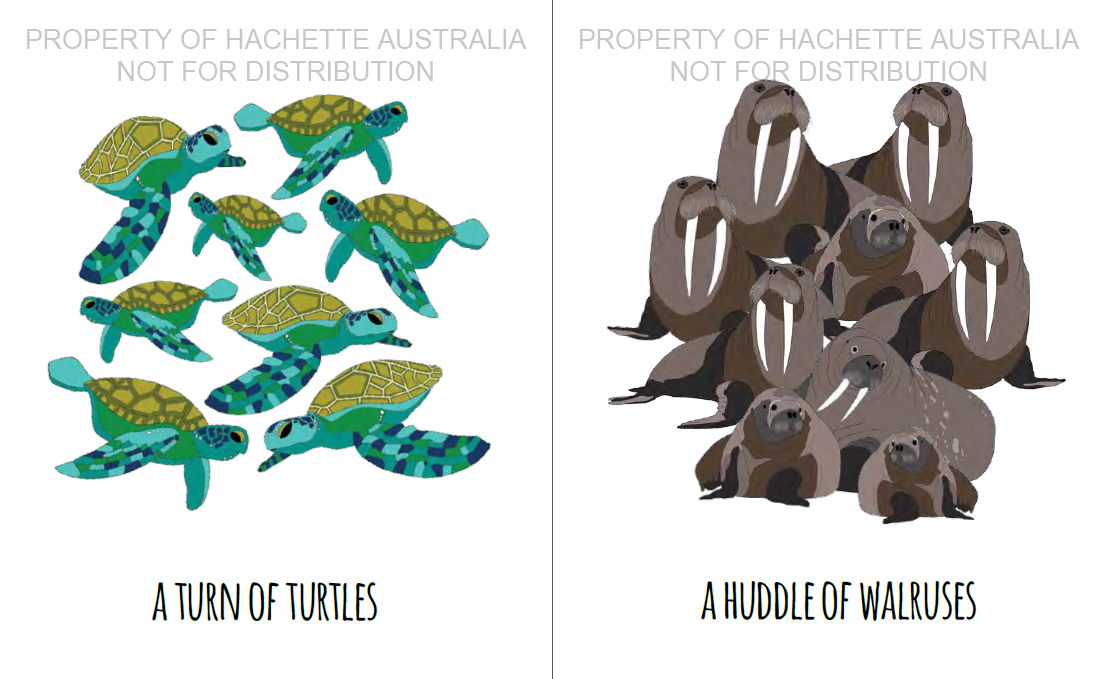 PROPERTY OF HACHETTE AUSTRALIA
NOT FOR DISTRIBUTION
A TURN OF TURTLES
PROPERTY OF HACHETTE AUSTRALIA
NOT FOR DISTRIBUTION
A HUDDLE OF WALRUSES